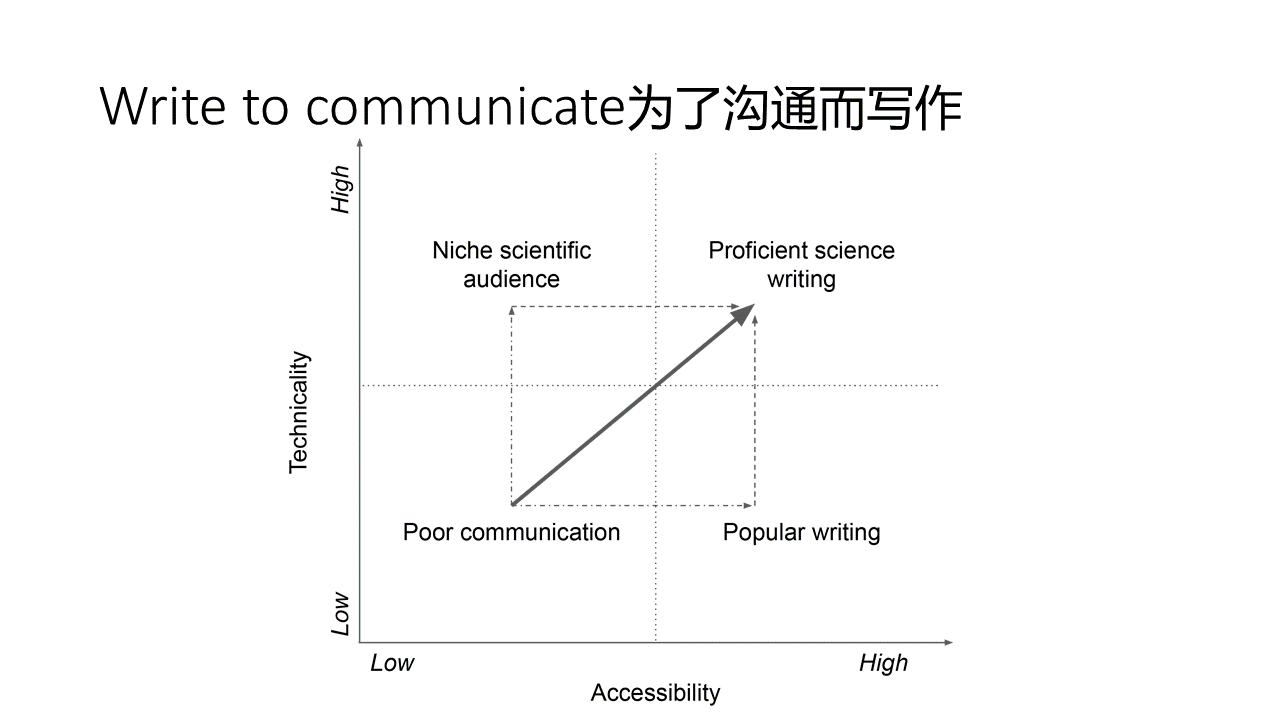 Write to communicate为了沟通而写作
High
Niche scientific
audience
Proficient science
writing
Technicality
Poor communication
Popular writing
Low
Low
High
Accessibility